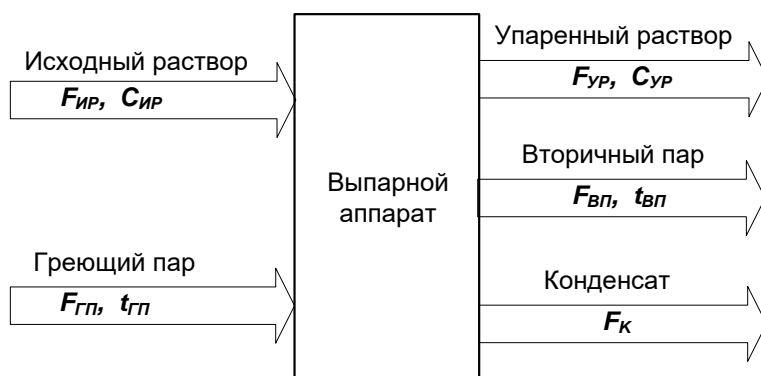 Исходный раствор
FИР, CИР
Греющий пар
FГП, tГП
Выпарной
аппарат
Упаренный раствор
FУР, CУР
Вторичный пар
FВП, tВП
Конденсат
FК